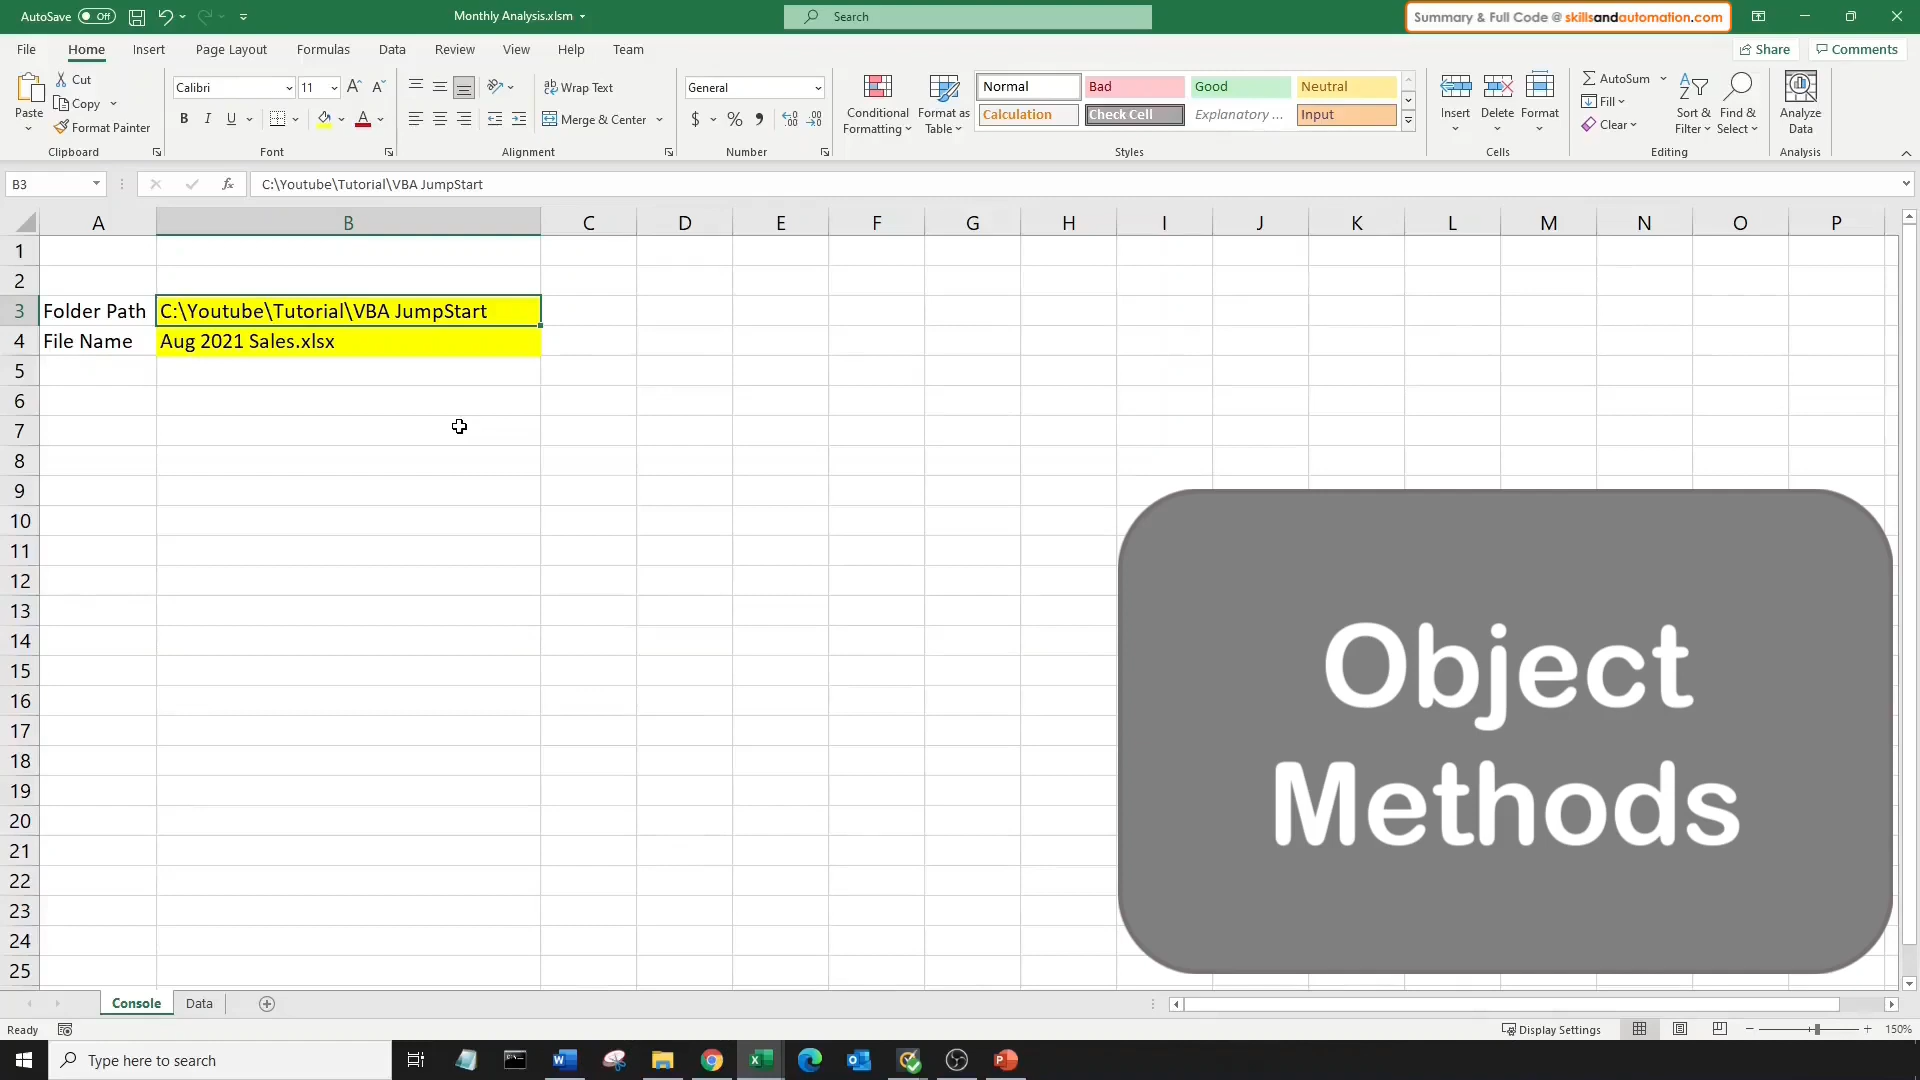 AutoSave Off
Monthly Analysis.xlsm
Search
Summary & Full Code @ skillsandautomation.com
File Home Insert Page Layout Formulas Data Review View Help Team
Share Comments
Paste
Cut
Copy
Format Painter
Clipboard
Calibri 11
B I U A
Font
Wrap Text
Merge & Center
Alignment
General
$ % 9
Number
Conditional Formatting
Format as Table
Normal Bad Good Neutral
Calculation Check Cell Explanatory ... Input
Styles
Insert Delete Format
Cells
AutoSum
Fill
Clear
Sort & Filter
Find & Select
Editing
Analyze Data
Analysis
B3
fx
C:\Youtube\Tutorial\VBA JumpStart
A B C D E F G H I J K L M N O P
1
2
3 Folder Path C:\Youtube\Tutorial\VBA JumpStart
4 File Name Aug 2021 Sales.xlsx
5
6
7
8
9
10
11
12
13
14
15
16
17
18
19
20
21
22
23
24
25
Object
Methods
Console Data
Ready
Display Settings
150%
Type here to search